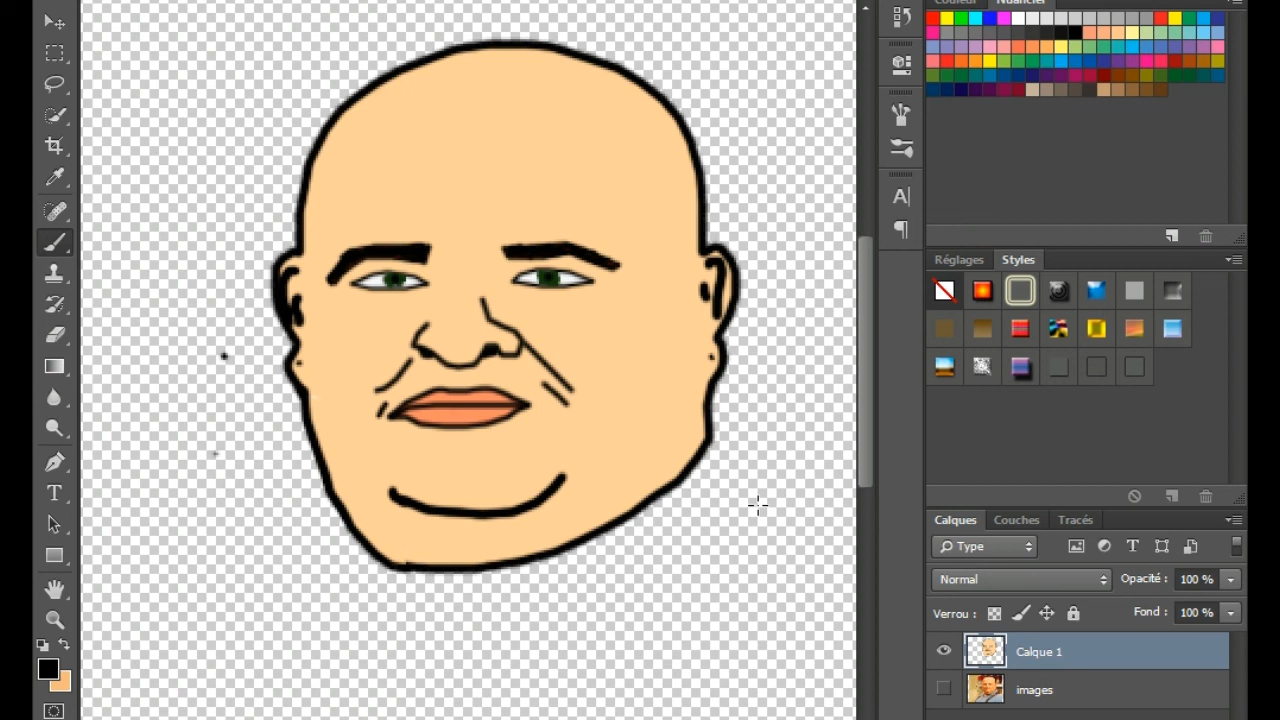 Couleur Nuancier
Réglages Styles
Calques Couches Tracés
Type
Normal Opacité : 100 %
Verrou : Fond : 100 %
Calque 1
images